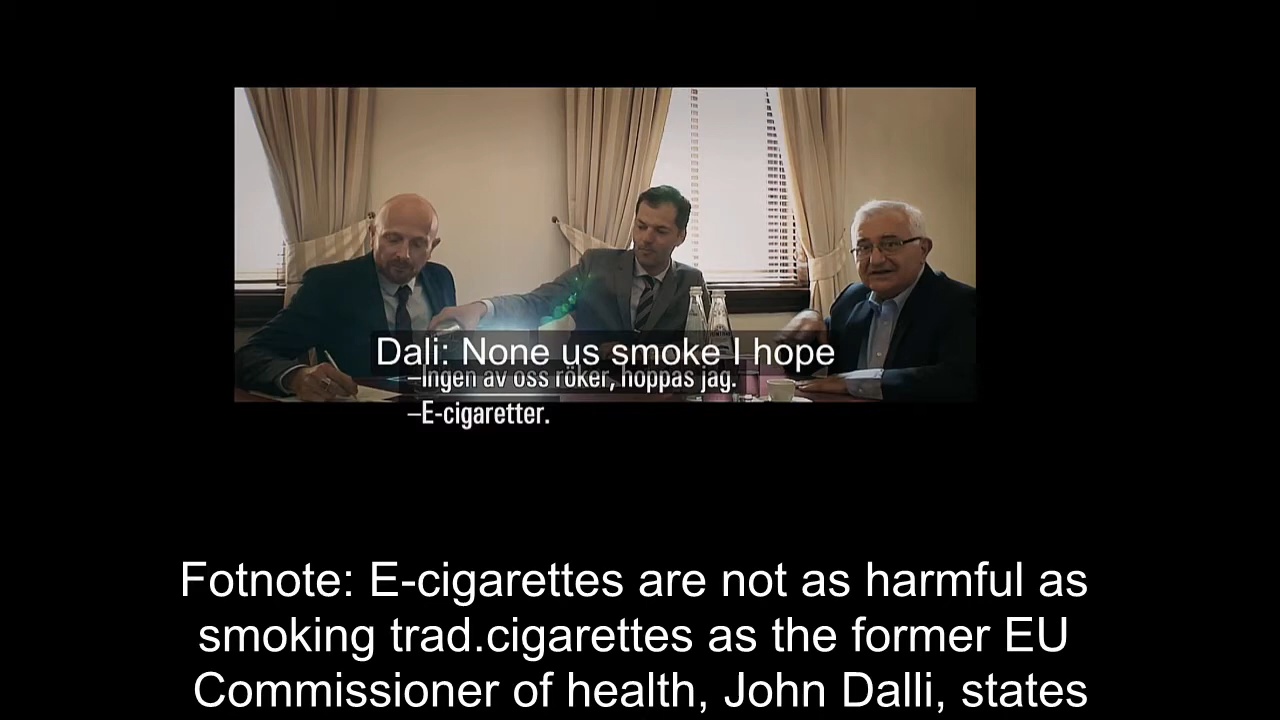 Dali: None us smoke I hope
–Ingen av oss röker, hoppas jag.
–E-cigaretter.
Fotnote: E-cigarettes are not as harmful as
smoking trad.cigarettes as the former EU
Commissioner of health, John Dalli, states